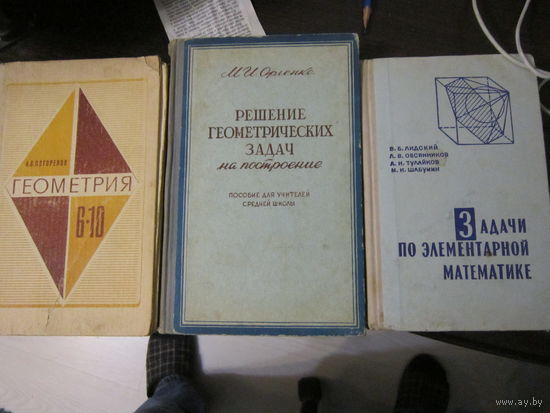 А.В.ПОГОРЕЛОВ
ГЕОМЕТРИЯ
6-10
М.И. Орленко
РЕШЕНИЕ
ГЕОМЕТРИЧЕСКИХ
ЗАДАЧ
на построение
ПОСОБИЕ ДЛЯ УЧИТЕЛЕЙ
СРЕДНЕЙ ШКОЛЫ
В. Б. ЛИДСКИЙ
Л. В. ОВСЯННИКОВ
А. Н. ТУЛАЙКОВ
М. И. ШАБУНИН
ЗАДАЧИ
ПО ЭЛЕМЕНТАРНОЙ
МАТЕМАТИКЕ
www.ay.by